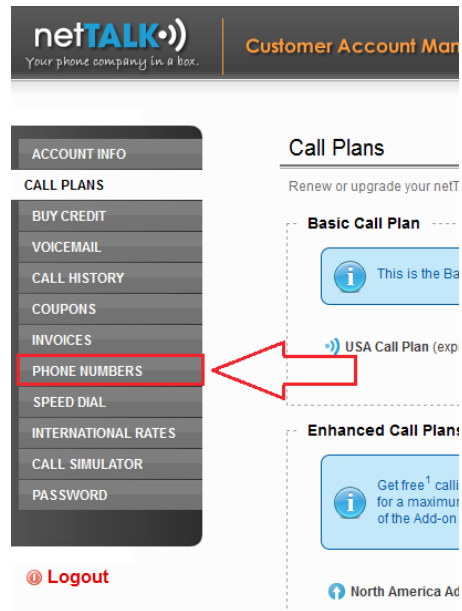 netTALK
Your phone company in a box.
Customer Account Man
ACCOUNT INFO
CALL PLANS
BUY CREDIT
VOICEMAIL
CALL HISTORY
COUPONS
INVOICES
PHONE NUMBERS
SPEED DIAL
INTERNATIONAL RATES
CALL SIMULATOR
PASSWORD
Logout
Call Plans
Renew or upgrade your netT
Basic Call Plan
This is the Ba
USA Call Plan (expi
Enhanced Call Plans
Get free¹ calli
for a maximum
of the Add-on
North America Ad